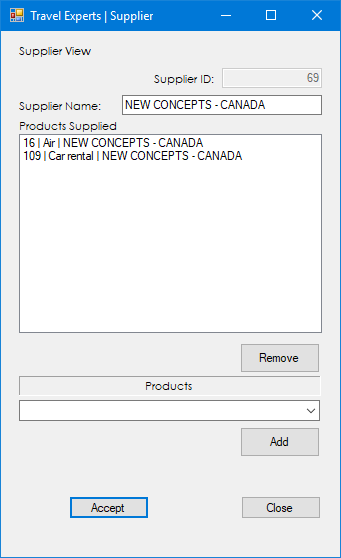 Travel Experts | Supplier
Supplier View
Supplier ID: 69
Supplier Name: NEW CONCEPTS - CANADA
Products Supplied
16 | Air | NEW CONCEPTS - CANADA
109 | Car rental | NEW CONCEPTS - CANADA
Remove
Products
Add
Accept Close